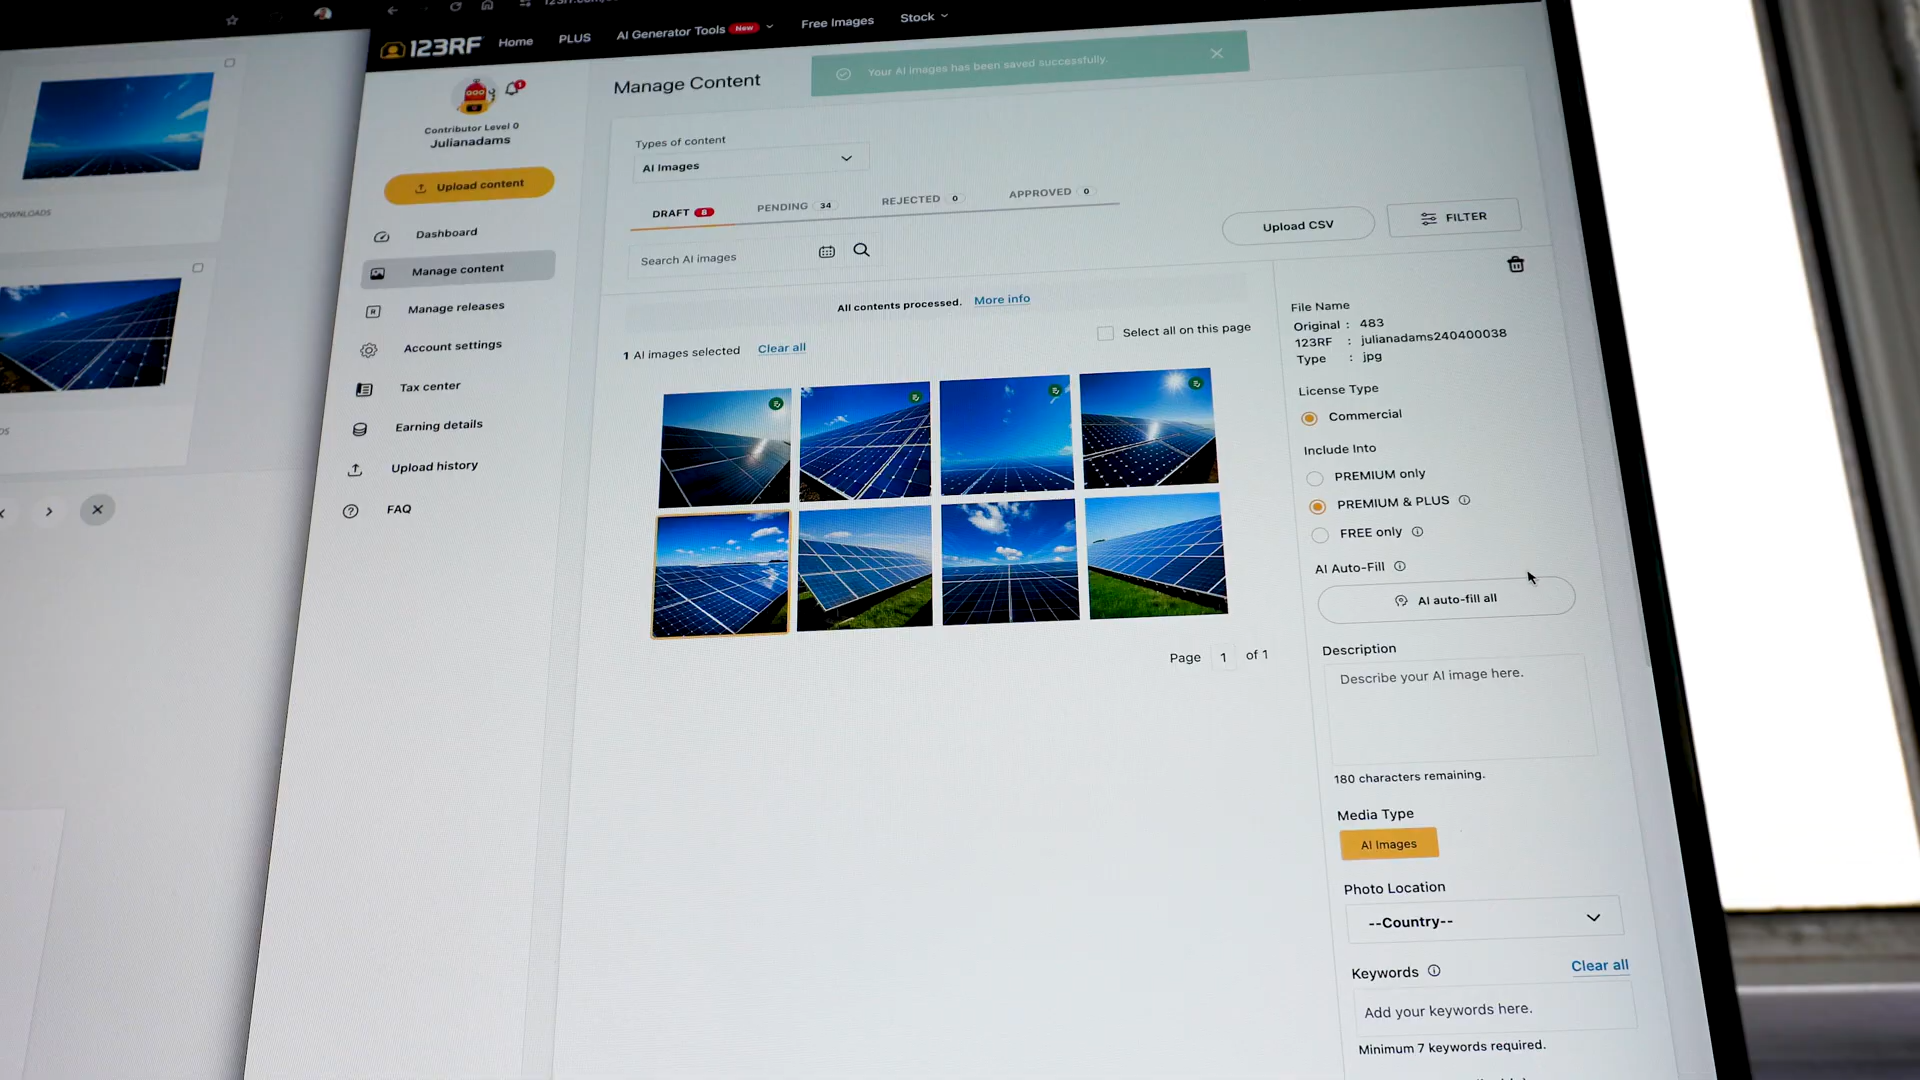 123RF
Home
PLUS
AI Generator Tools
New
Free Images
Stock
Contributor Level 0
Julianadams
Upload content
Dashboard
Manage content
Manage releases
Account settings
Tax center
Earning details
Upload history
FAQ
Manage Content
Your AI images has been saved successfully.
Types of content
AI Images
DRAFT 8
PENDING 34
REJECTED 0
APPROVED 0
Upload CSV
FILTER
Search AI images
All contents processed. More info
1 AI images selected Clear all
Select all on this page
Page 1 of 1
File Name
Original : 483
123RF : julianadams240400038
Type : jpg
License Type
Commercial
Include Into
PREMIUM only
PREMIUM & PLUS
FREE only
AI Auto-Fill
AI auto-fill all
Description
Describe your AI image here.
180 characters remaining.
Media Type
AI Images
Photo Location
--Country--
Keywords
Clear all
Add your keywords here.
Minimum 7 keywords required.